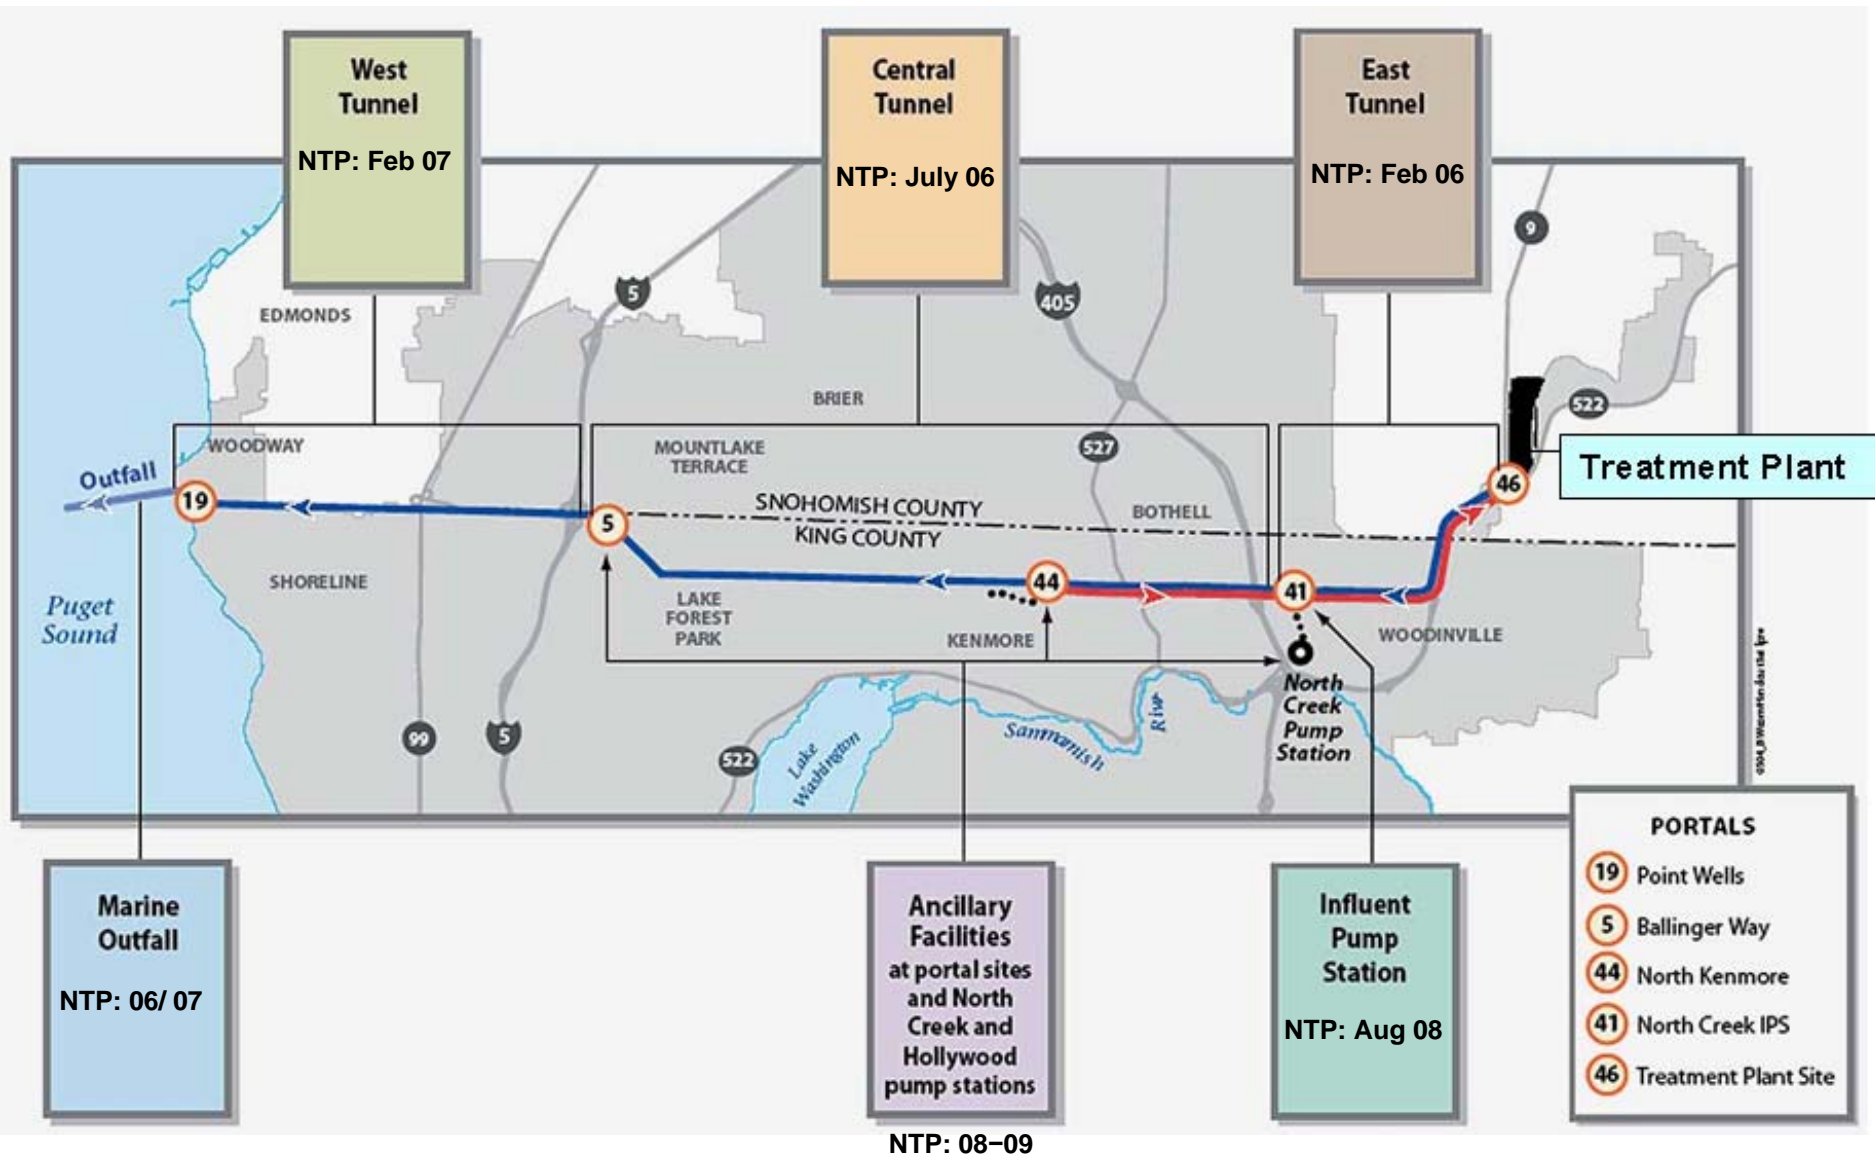 West
Tunnel
NTP: Feb 07
Central
Tunnel
NTP: July 06
East
Tunnel
NTP: Feb 06
9
5
405
EDMONDS
BRIER
522
WOODWAY
MOUNTLAKE
TERRACE
527
Treatment Plant
Outfall
19
46
SNOHOMISH COUNTY
BOTHELL
5
KING COUNTY
SHORELINE
44
41
Puget
Sound
LAKE
FOREST
PARK
KENMORE
WOODINVILLE
North
Creek
Pump
Station
99
5
522
Lake
Washington
Sammamish
River
PORTALS
19 Point Wells
5 Ballinger Way
44 North Kenmore
41 North Creek IPS
46 Treatment Plant Site
Marine
Outfall
NTP: 06/ 07
Ancillary
Facilities
at portal sites
and North
Creek and
Hollywood
pump stations
NTP: 08–09
Influent
Pump
Station
NTP: Aug 08